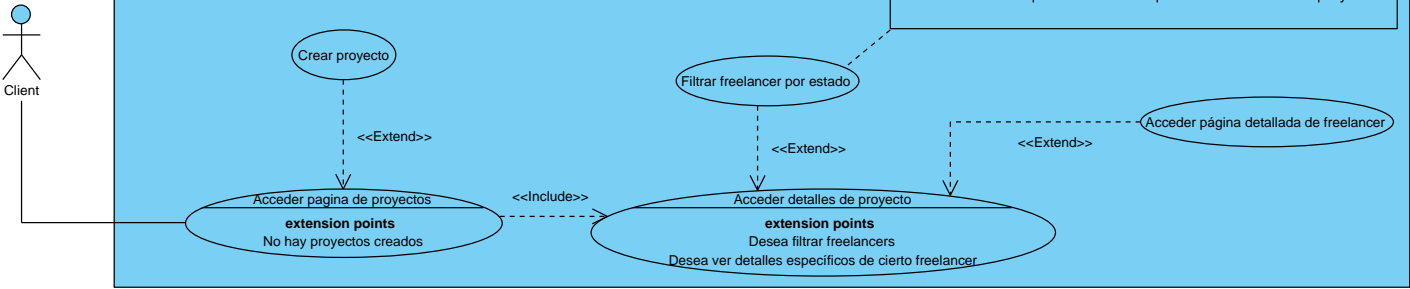 Client
Crear proyecto
Filtrar freelancer por estado
Acceder página detallada de freelancer
<<Extend>>
<<Extend>>
<<Extend>>
Acceder pagina de proyectos
extension points
No hay proyectos creados
<<Include>>
Acceder detalles de proyecto
extension points
Desea filtrar freelancers
Desea ver detalles específicos de cierto freelancer